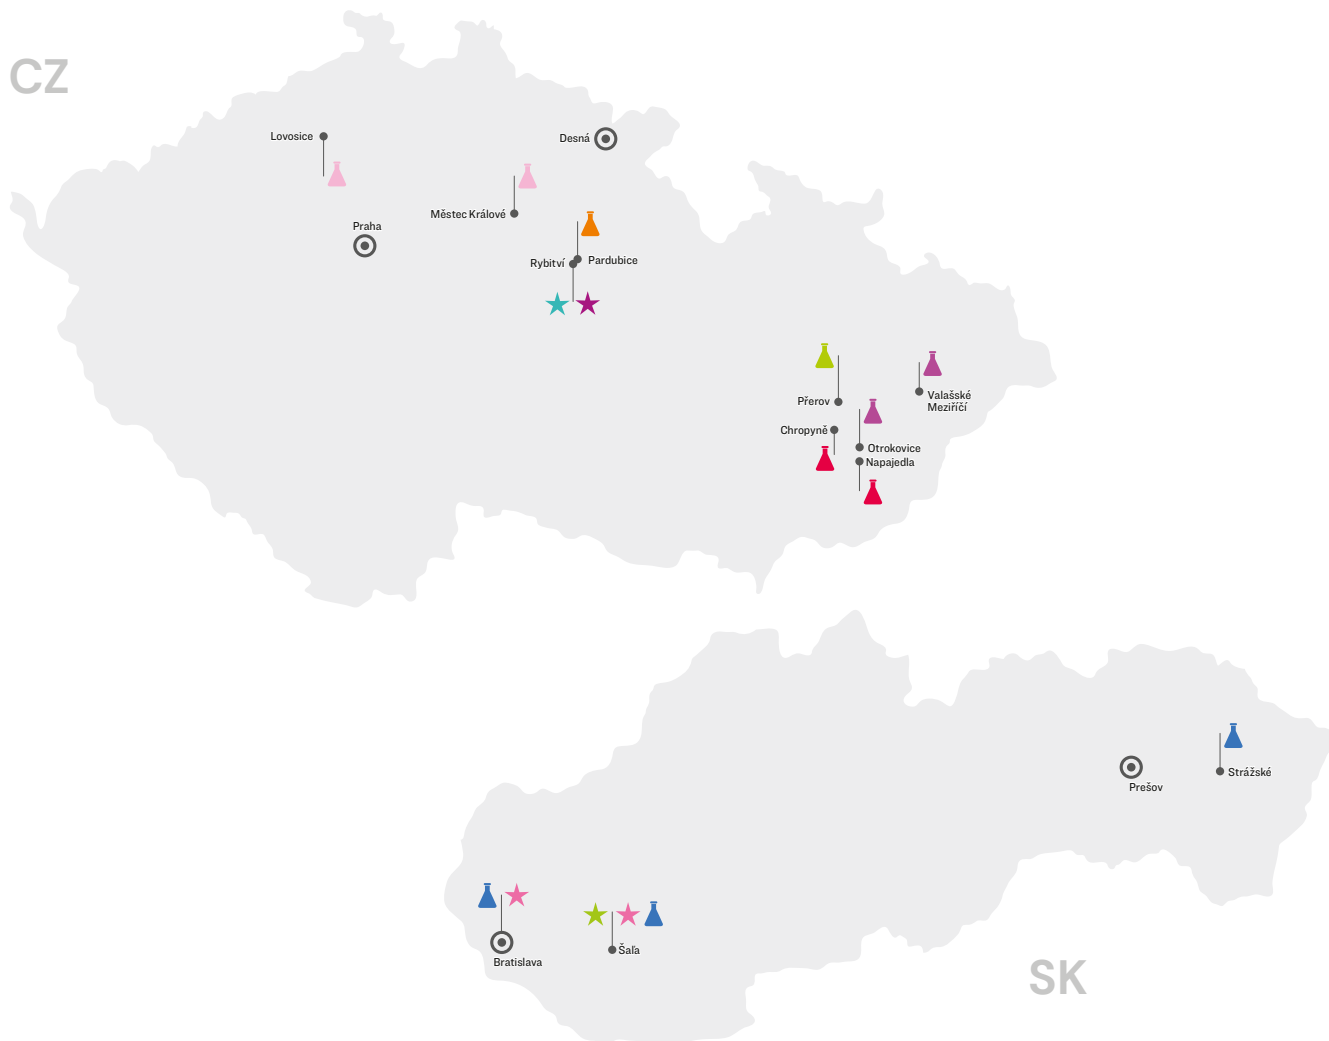 CZ
Lovosice
Desná
Městec Králové
Praha
Rybitví
Pardubice
Přerov
Valašské
Meziříčí
Chropyně
Otrokovice
Napajedla
Prešov
Strážské
Bratislava
Šaľa
SK